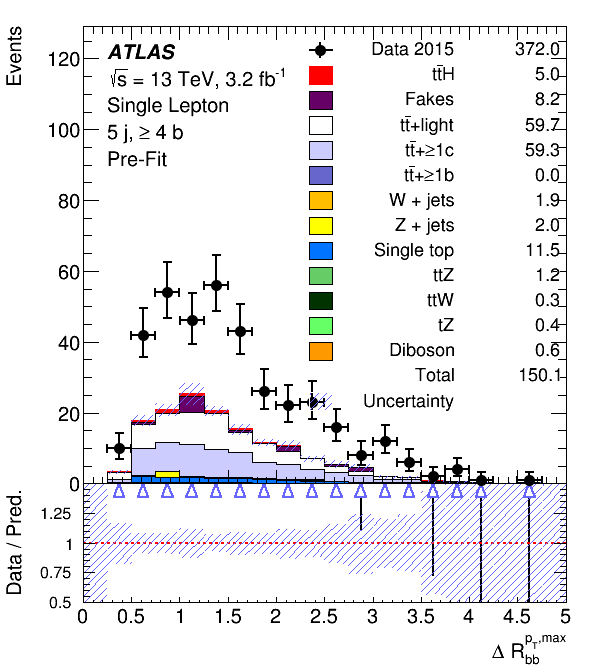 Events
120
100
80
60
40
20
0
ATLAS
√s = 13 TeV, 3.2 fb⁻¹
Single Lepton
5 j, ≥ 4 b
Pre-Fit
Data 2015 372.0
tt̄H 5.0
Fakes 8.2
tt̄+light 59.7
tt̄+≥1c 59.3
tt̄+≥1b 0.0
W + jets 1.9
Z + jets 2.0
Single top 11.5
ttZ 1.2
ttW 0.3
tZ 0.4
Diboson 0.6
Total 150.1
Uncertainty
Data / Pred.
1.25
1
0.75
0.5
0 0.5 1 1.5 2 2.5 3 3.5 4 4.5 5
Δ R_bb^{p_T,max}